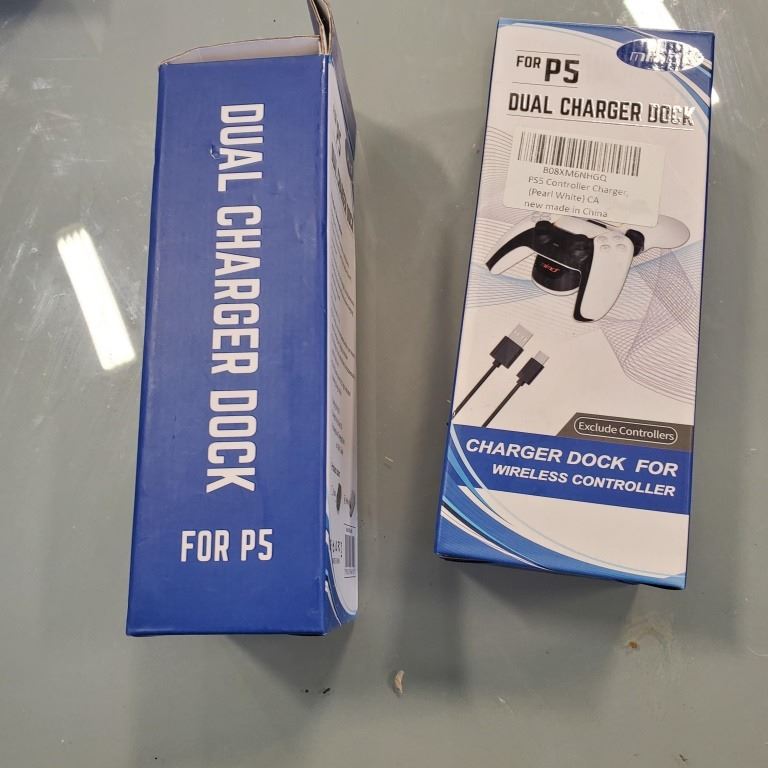 DUAL CHARGER DOCK
FOR P5
FOR P5
DUAL CHARGER DOCK
B08XM6NHGQ
PS5 Controller Charger,
(Pearl White) CA
new made in China
Exclude Controllers
CHARGER DOCK FOR
WIRELESS CONTROLLER